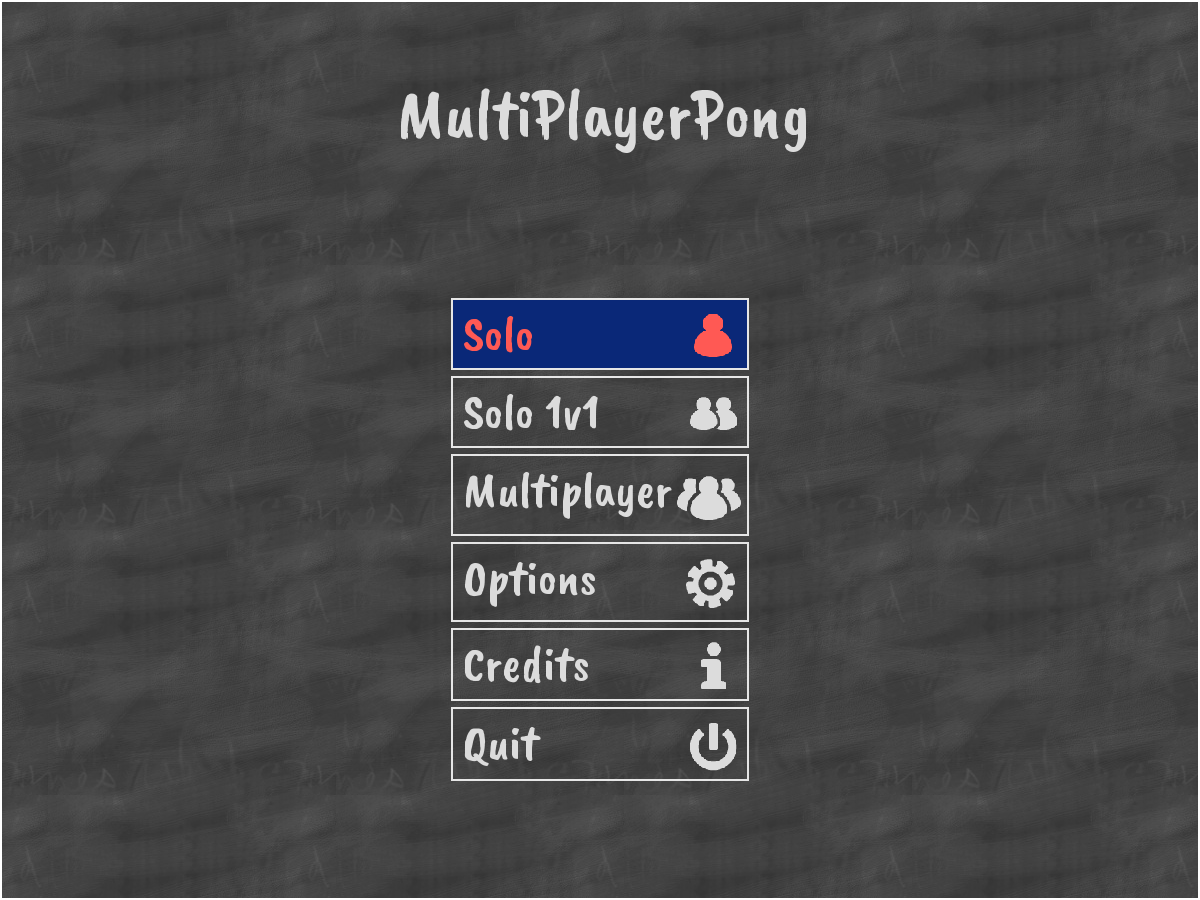 MultiPlayerPong
Solo
Solo 1v1
Multiplayer
Options
Credits
Quit